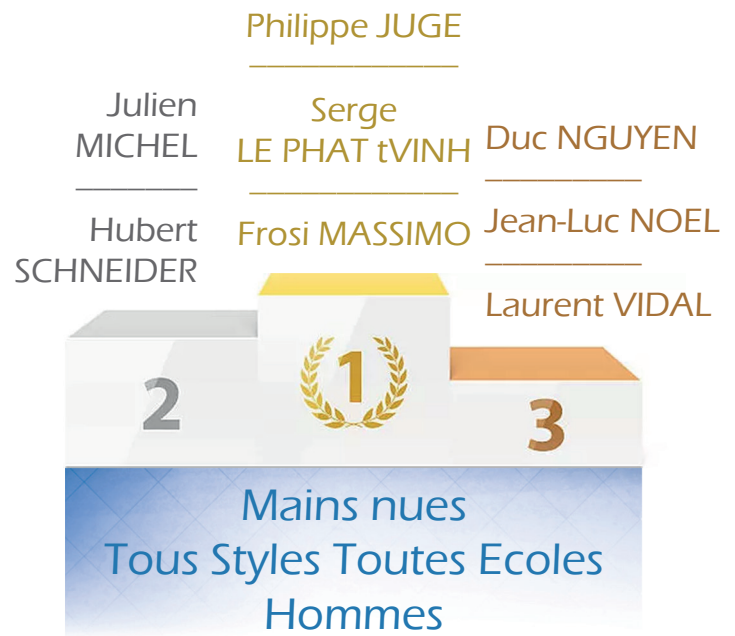 Philippe JUGE
Serge
LE PHAT tVINH
Frosi MASSIMO
Julien
MICHEL
Hubert
SCHNEIDER
Duc NGUYEN
Jean-Luc NOEL
Laurent VIDAL
2
1
3
Mains nues
Tous Styles Toutes Ecoles
Hommes